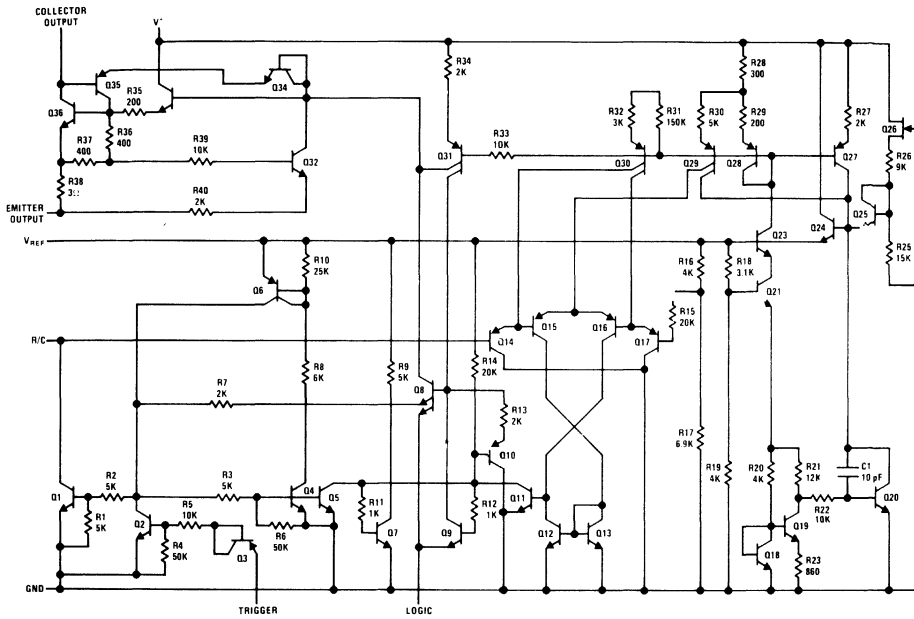 COLLECTOR
OUTPUT
V+
Q35
Q36
R35
200
R37
400
R36
400
R38
3Ω
R39
10K
R40
2K
Q34
Q32
EMITTER
OUTPUT
R34
2K
Q31
R33
10K
R32
3K
R31
150K
Q30
R30
5K
Q29
R28
300
R29
200
Q28
R27
2K
Q27
Q26
R26
9K
Q25
R25
15K
Q24
Q23
VREF
Q6
R10
25K
R16
4K
R18
3.1K
Q21
R/C
Q14
Q15
Q16
Q17
R15
20K
R8
6K
R9
5K
R14
20K
R7
2K
Q8
R13
2K
Q10
R17
6.9K
R19
4K
R20
4K
R21
12K
C1
10 pF
Q1
R2
5K
R1
5K
Q2
R5
10K
R4
50K
Q3
R3
5K
R6
50K
Q4
Q5
R11
1K
Q7
R12
1K
Q9
Q11
Q12
Q13
Q18
Q19
R22
10K
R23
860
Q20
GND
TRIGGER
LOGIC